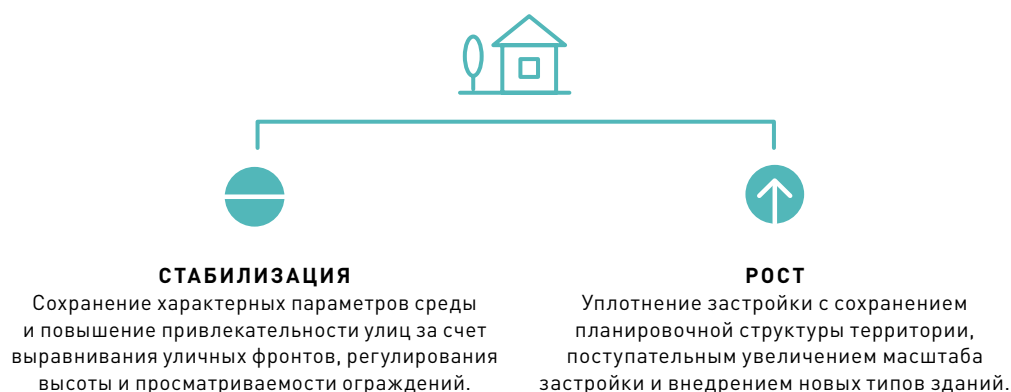 СТАБИЛИЗАЦИЯ
Сохранение характерных параметров среды
и повышение привлекательности улиц за счет
выравнивания уличных фронтов, регулирования
высоты и просматриваемости ограждений.
РОСТ
Уплотнение застройки с сохранением
планировочной структуры территории,
поступательным увеличением масштаба
застройки и внедрением новых типов зданий.